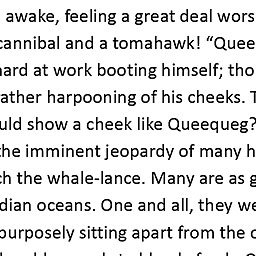 awake, feeling a great deal wors
cannibal and a tomahawk! “Quee
hard at work booting himself; tho
ather harpooning of his cheeks. T
uld show a cheek like Queequeg?
the imminent jeopardy of many h
ch the whale-lance. Many are as g
dian oceans. One and all, they we
purposely sitting apart from the c